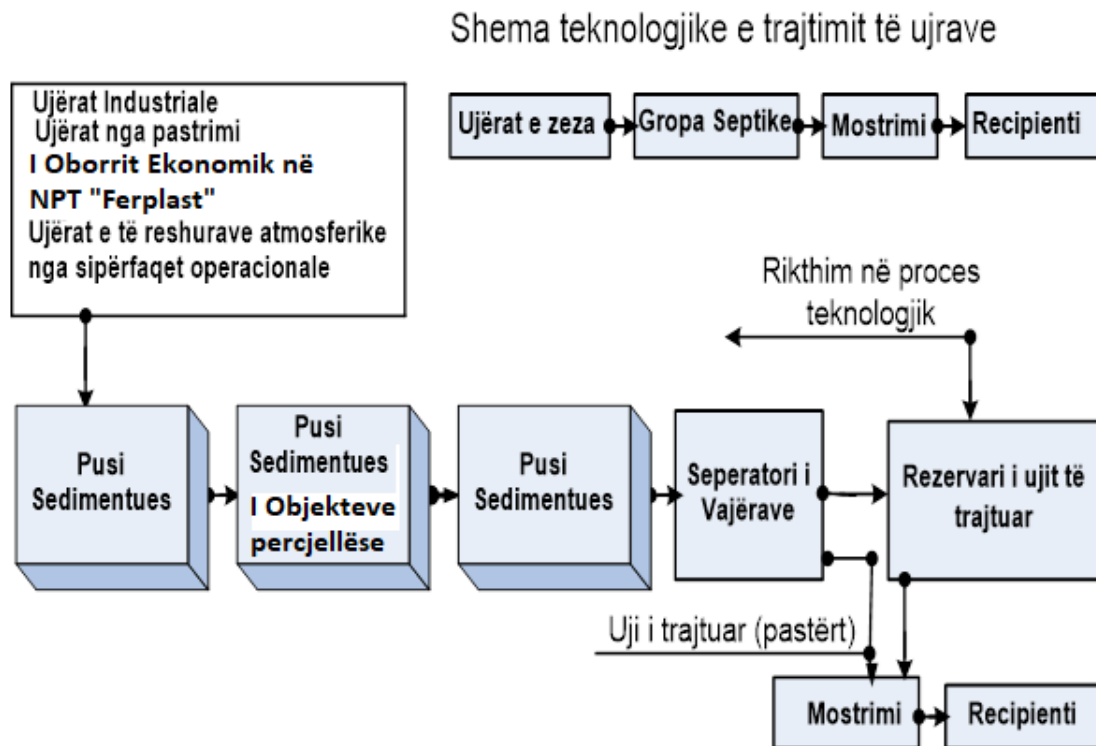 Shema teknologjike e trajtimit të ujrave
Ujërat Industriale
Ujërat nga pastrimi
I Oborrit Ekonomik në
NPT "Ferplast"
Ujërat e të reshurave atmosferike
nga sipërfaqet operacionale
Ujërat e zeza
Gropa Septike
Mostrimi
Recipienti
Rikthim në proces
teknologjik
Pusi
Sedimentues
Pusi
Sedimentues
I Objekteve
percjellëse
Pusi
Sedimentues
Seperatori i
Vajërave
Rezervari i ujit të
trajtuar
Uji i trajtuar (pastërt)
Mostrimi
Recipienti